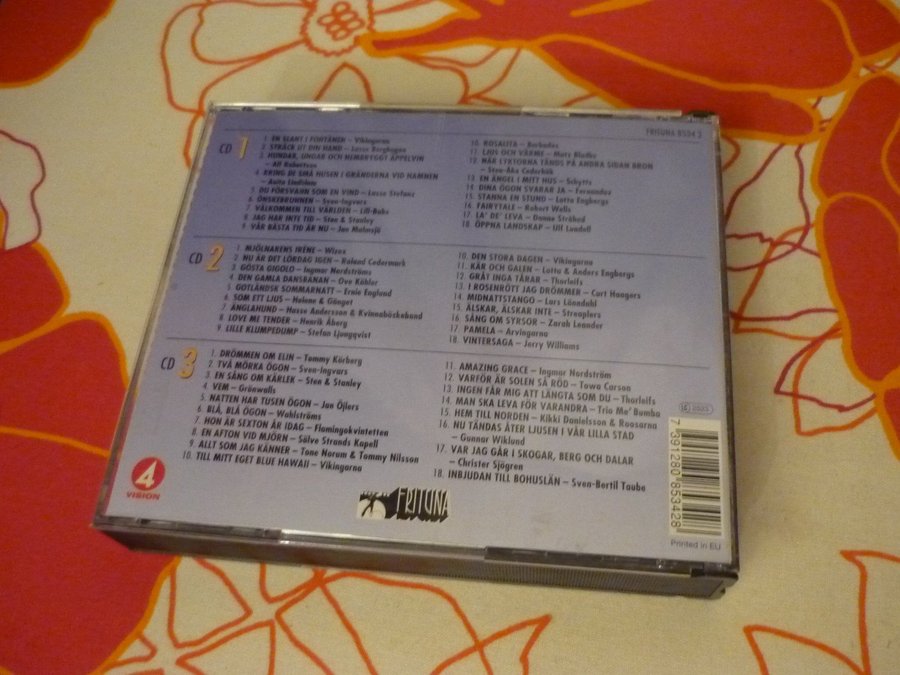 FRITUNA 8534 2
CD 1
1. EN SLANT I FONTÄNEN – Vikingarna
2. STRÄCK UT DIN HAND – Lasse Berghagen
3. HUNDAR, UNGAR OCH HEMBRYGGT ÄPPELVIN
– Alf Robertson
4. KRING DE SMÅ HUSEN I GRÄNDERNA VID HAMNEN
– Anita Lindblom
5. DU FÖRSVANN SOM EN VIND – Lasse Stefanz
6. ÖNSKEBRUNNEN – Sven-Ingvars
7. VÄLKOMMEN TILL VÄRLDEN – Lill-Babs
8. JAG HAR INTE TID – Sten & Stanley
9. VÅR BÄSTA TID ÄR NU – Jan Malmsjö
10. ROSALITA – Barbados
11. LJUS OCH VÄRME – Mats Bladhs
12. NÄR LYKTORNA TÄNDS PÅ ANDRA SIDAN BRON
– Sten-Åke Cederhök
13. EN ÄNGEL I MITT HUS – Schytts
14. DINA ÖGON SVARAR JA – Fernandoz
15. STANNA EN STUND – Lotta Engbergs
16. FAIRYTALE – Robert Wells
17. LA' DE' LEVA – Danne Stråhed
18. ÖPPNA LANDSKAP – Ulf Lundell
CD 2
1. MJÖLNARENS IRÈNE – Wizex
2. NU ÄR DET LÖRDAG IGEN – Roland Cedermark
3. GÖSTA GIGOLO – Ingmar Nordströms
4. DEN GAMLA DANSBANAN – Ove Köhler
5. GOTLÄNDSK SOMMARNATT – Ernie Englund
6. SOM ETT LJUS – Helene & Gänget
7. ÄNGLAHUND – Hasse Andersson & Kvinnaböskeband
8. LOVE ME TENDER – Henrik Åberg
9. LILLE KLUMPEDUMP – Stefan Ljungqvist
10. DEN STORA DAGEN – Vikingarna
11. KÄR OCH GALEN – Lotta & Anders Engbergs
12. GRÅT INGA TÅRAR – Thorleifs
13. I ROSENRÖTT JAG DRÖMMER – Curt Haagers
14. MIDNATTSTANGO – Lars Lönndahl
15. ÄLSKAR, ÄLSKAR INTE – Streaplers
16. SÅNG OM SYRSOR – Zarah Leander
17. PAMELA – Arvingarna
18. VINTERSAGA – Jerry Williams
CD 3
1. DRÖMMEN OM ELIN – Tommy Körberg
2. TVÅ MÖRKA ÖGON – Sven-Ingvars
3. EN SÅNG OM KÄRLEK – Sten & Stanley
4. VEM – Grönwalls
5. NATTEN HAR TUSEN ÖGON – Jan Öjlers
6. BLÅ, BLÅ ÖGON – Wahlströms
7. HON ÄR SEXTON ÅR IDAG – Flamingokvintetten
8. EN AFTON VID MJÖRN – Sälve Strands Kapell
9. ALLT SOM JAG KÄNNER – Tone Norum & Tommy Nilsson
10. TILL MITT EGET BLUE HAWAII – Vikingarna
11. AMAZING GRACE – Ingmar Nordström
12. VARFÖR ÄR SOLEN SÅ RÖD – Towa Carson
13. INGEN FÅR MIG ATT LÄNGTA SOM DU – Thorleifs
14. MAN SKA LEVA FÖR VARANDRA – Trio Me' Bumba
15. HEM TILL NORDEN – Kikki Danielsson & Roosarna
16. NU TÄNDAS ÅTER LJUSEN I VÅR LILLA STAD
– Gunnar Wiklund
17. VAR JAG GÅR I SKOGAR, BERG OCH DALAR
– Christer Sjögren
18. INBJUDAN TILL BOHUSLÄN – Sven-Bertil Taube
4
VISION
FRITUNA
7 391280 853428
Printed in EU